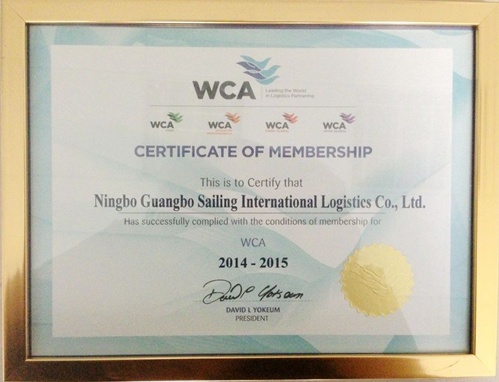 WCA
Leading the World
in Logistics Partnering
WCA WCA WCA WCA
CERTIFICATE OF MEMBERSHIP
This is to Certify that
Ningbo Guangbo Sailing International Logistics Co., Ltd.
Has successfully complied with the conditions of membership for
WCA
2014 - 2015
DAVID L YOKEUM
PRESIDENT